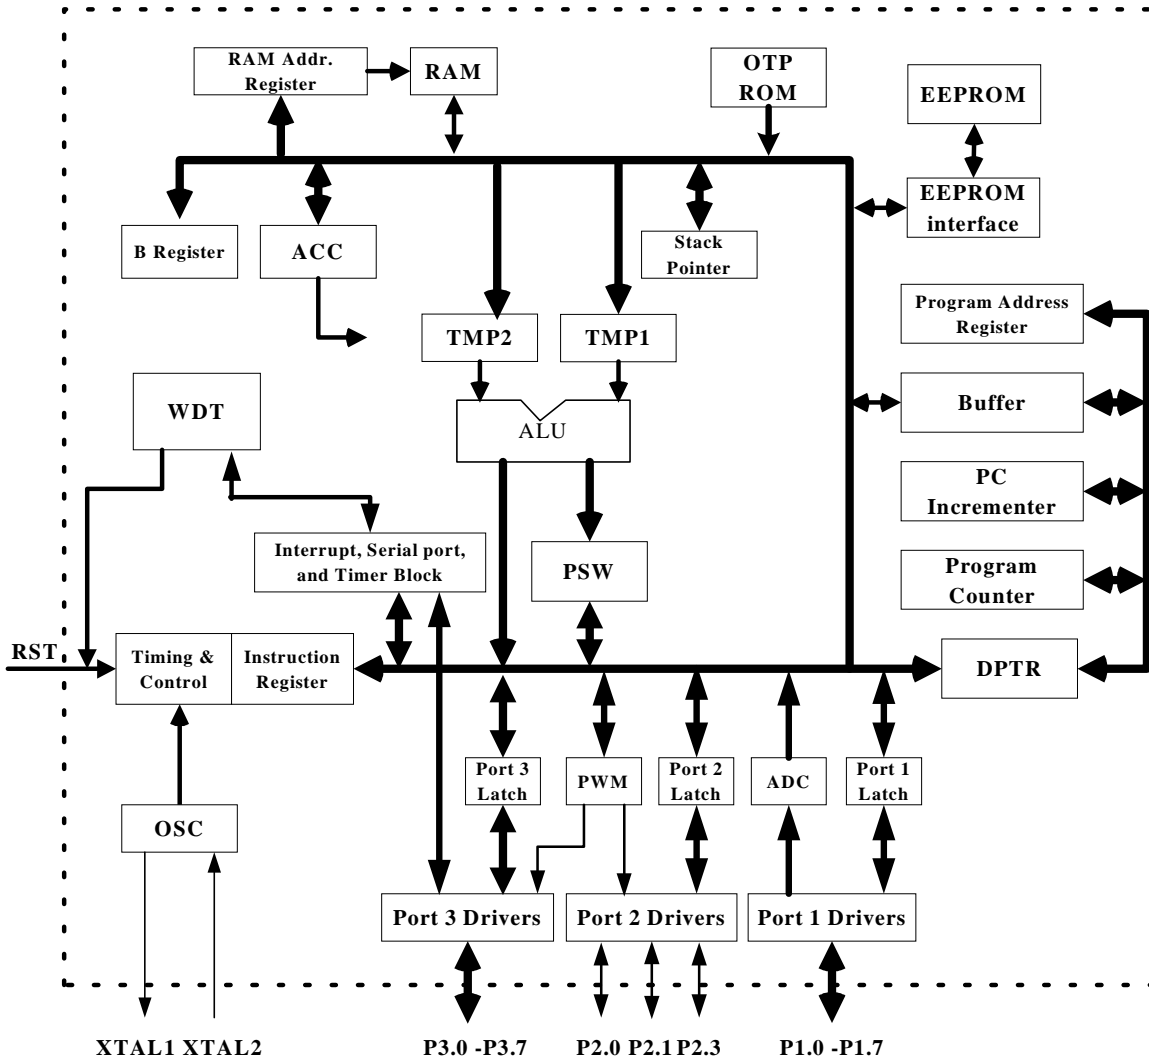 RAM Addr.
Register
RAM
OTP
ROM
EEPROM
EEPROM
interface
B Register
ACC
Stack
Pointer
Program Address
Register
TMP2
TMP1
WDT
Buffer
ALU
PC
Incrementer
Interrupt, Serial port,
and Timer Block
PSW
Program
Counter
RST
Timing &
Control
Instruction
Register
DPTR
Port 3
Latch
PWM
Port 2
Latch
ADC
Port 1
Latch
OSC
Port 3 Drivers
Port 2 Drivers
Port 1 Drivers
XTAL1 XTAL2
P3.0 -P3.7
P2.0 P2.1 P2.3
P1.0 -P1.7